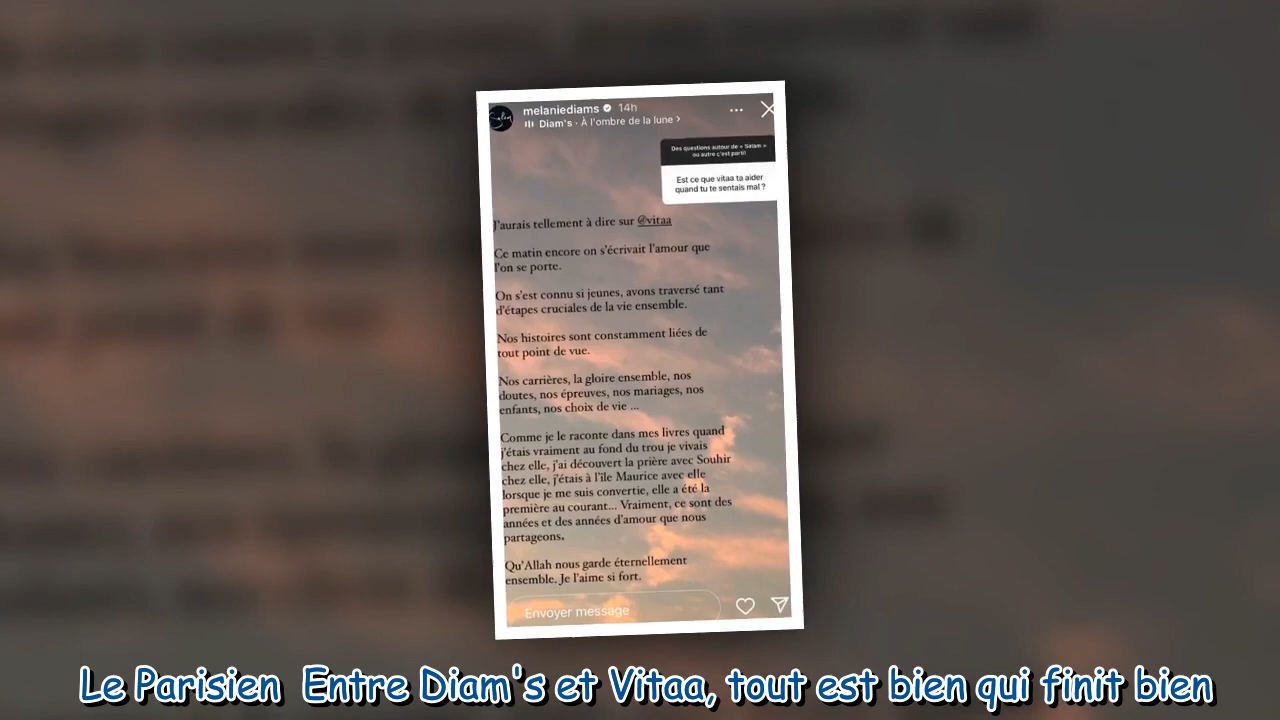 melaniediams 14h
Diam's · À l'ombre de la lune >
Des questions autour de « Salam »
ou autre c'est parti!
Est ce que vitaa ta aider
quand tu te sentais mal ?
J'aurais tellement à dire sur @vitaa
Ce matin encore on s'écrivait l'amour que
l'on se porte.
On s'est connu si jeunes, avons traversé tant
d'étapes cruciales de la vie ensemble.
Nos histoires sont constamment liées de
tout point de vue.
Nos carrières, la gloire ensemble, nos
doutes, nos épreuves, nos mariages, nos
enfants, nos choix de vie ...
Comme je le raconte dans mes livres quand
j'étais vraiment au fond du trou je vivais
chez elle, j'ai découvert la prière avec Souhir
chez elle, j'étais à l'île Maurice avec elle
lorsque je me suis convertie, elle a été la
première au courant... Vraiment, ce sont des
années et des années d'amour que nous
partageons.
Qu'Allah nous garde éternellement
ensemble. Je l'aime si fort.
Envoyer message
Le Parisien Entre Diam's et Vitaa, tout est bien qui finit bien